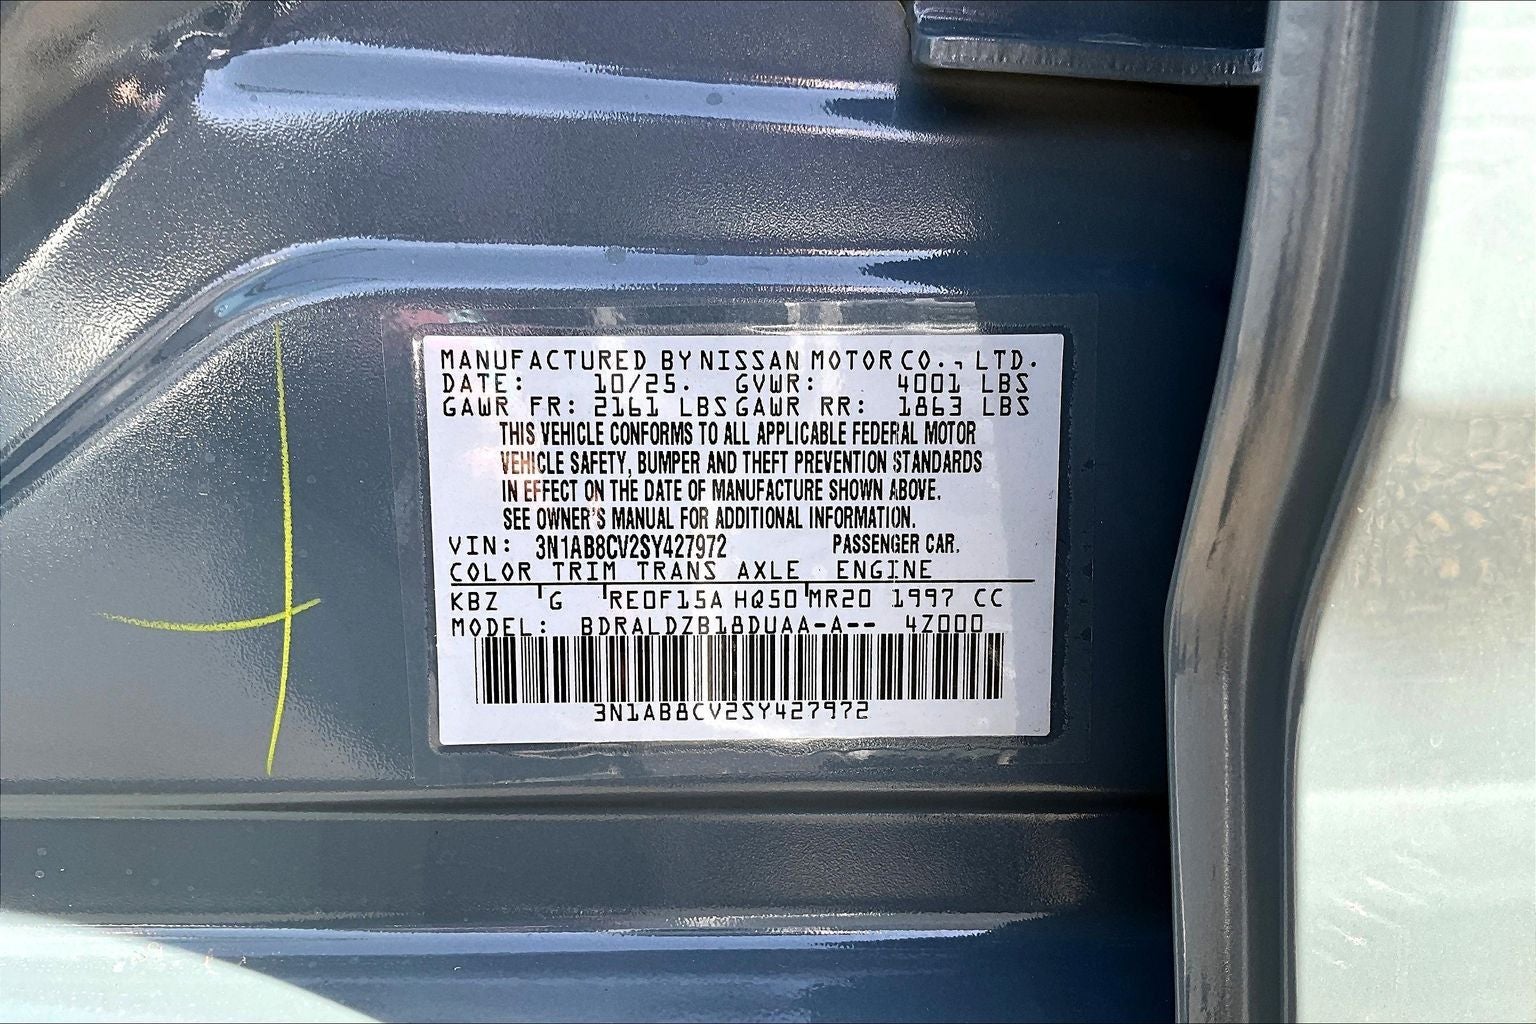 MANUFACTURED BY NISSAN MOTOR CO., LTD.
DATE: 10/25. GVWR: 4001 LBS
GAWR FR: 2161 LBS GAWR RR: 1863 LBS
THIS VEHICLE CONFORMS TO ALL APPLICABLE FEDERAL MOTOR
VEHICLE SAFETY, BUMPER AND THEFT PREVENTION STANDARDS
IN EFFECT ON THE DATE OF MANUFACTURE SHOWN ABOVE.
SEE OWNER'S MANUAL FOR ADDITIONAL INFORMATION.
VIN: 3N1AB8CV2SY427972 PASSENGER CAR.
COLOR TRIM TRANS AXLE ENGINE
KBZ G RE0F15A HQ50 MR20 1997 CC
MODEL: BDRALDZB18DUAA-A-- 4Z000
3N1AB8CV2SY427972